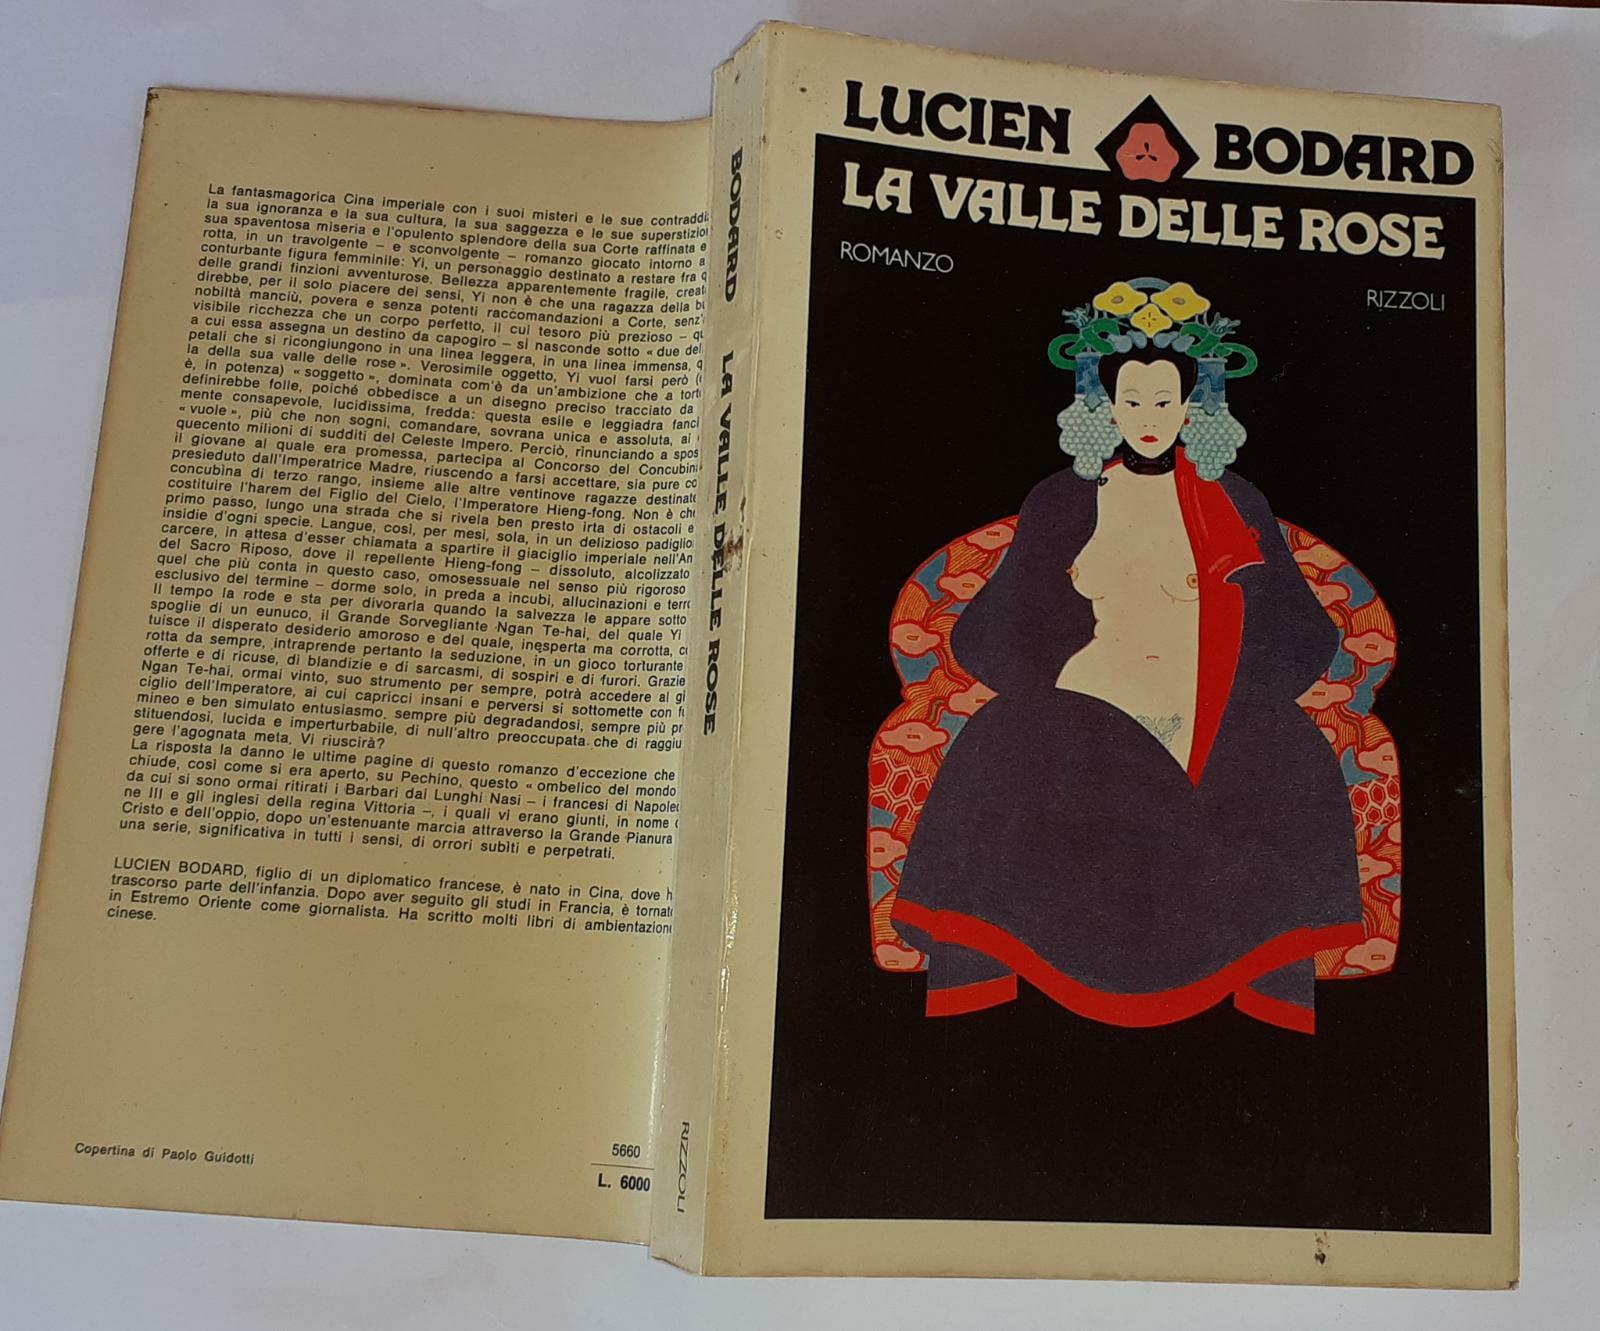 La fantasmagorica Cina imperiale con i suoi misteri e le sue contraddi
la sua ignoranza e la sua cultura, la sua saggezza e le sue superstizio
sua spaventosa miseria e l'opulento splendore della sua Corte raffinata e
rotta, in un travolgente – e sconvolgente – romanzo giocato intorno a
conturbante figura femminile: Yi, un personaggio destinato a restare fra q
delle grandi finzioni avventurose. Bellezza apparentemente fragile, creat
direbbe, per il solo piacere dei sensi, Yi non è che una ragazza della b
nobiltà manciù, povera e senza potenti raccomandazioni a Corte, senz'
visibile ricchezza che un corpo perfetto, il cui tesoro più prezioso – qu
a cui essa assegna un destino da capogiro – si nasconde sotto « due del
petali che si ricongiungono in una linea leggera, in una linea immensa, q
la della sua valle delle rose ». Verosimile oggetto, Yi vuol farsi però (
è, in potenza) « soggetto », dominata com'è da un'ambizione che a tort
definirebbe folle, poiché obbedisce a un disegno preciso tracciato da
mente consapevole, lucidissima, fredda: questa esile e leggiadra fanci
« vuole », più che non sogni, comandare, sovrana unica e assoluta, ai
quecento milioni di sudditi del Celeste Impero. Perciò, rinunciando a spos
il giovane al quale era promessa, partecipa al Concorso del Concubina
presieduto dall'Imperatrice Madre, riuscendo a farsi accettare, sia pure co
concubina di terzo rango, insieme alle altre ventinove ragazze destinate
costituire l'harem del Figlio del Cielo, l'Imperatore Hieng-fong. Non è che
primo passo, lungo una strada che si rivela ben presto irta di ostacoli e
insidie d'ogni specie. Langue, così, per mesi, sola, in un delizioso padiglio
carcere, in attesa d'esser chiamata a spartire il giaciglio imperiale nell'An
del Sacro Riposo, dove il repellente Hieng-fong – dissoluto, alcolizzato
quel che più conta in questo caso, omosessuale nel senso più rigoroso
esclusivo del termine – dorme solo, in preda a incubi, allucinazioni e terro
Il tempo la rode e sta per divorarla quando la salvezza le appare sotto
spoglie di un eunuco, il Grande Sorvegliante Ngan Te-hai, del quale Yi
tuisce il disperato desiderio amoroso e del quale, inesperta ma corrotta, co
rotta da sempre, intraprende pertanto la seduzione, in un gioco torturante
offerte e di ricuse, di blandizie e di sarcasmi, di sospiri e di furori. Grazie
Ngan Te-hai, ormai vinto, suo strumento per sempre, potrà accedere al gi
ciglio dell'Imperatore, ai cui capricci insani e perversi si sottomette con fu
mineo e ben simulato entusiasmo, sempre più degradandosi, sempre più pr
stituendosi, lucida e imperturbabile, di null'altro preoccupata che di raggiu
gere l'agognata meta. Vi riuscirà?
La risposta la danno le ultime pagine di questo romanzo d'eccezione che
chiude, così come si era aperto, su Pechino, questo « ombelico del mondo
da cui si sono ormai ritirati i Barbari dai Lunghi Nasi – i francesi di Napoleo
ne III e gli inglesi della regina Vittoria –, i quali vi erano giunti, in nome
Cristo e dell'oppio, dopo un'estenuante marcia attraverso la Grande Pianura
una serie, significativa in tutti i sensi, di orrori subìti e perpetrati.
LUCIEN BODARD, figlio di un diplomatico francese, è nato in Cina, dove h
trascorso parte dell'infanzia. Dopo aver seguito gli studi in Francia, è tornat
in Estremo Oriente come giornalista. Ha scritto molti libri di ambientazion
cinese.
Copertina di Paolo Guidotti
5660
L. 6000
BODARD LA VALLE DELLE ROSE
RIZZOLI
LUCIEN BODARD
LA VALLE DELLE ROSE
ROMANZO
RIZZOLI